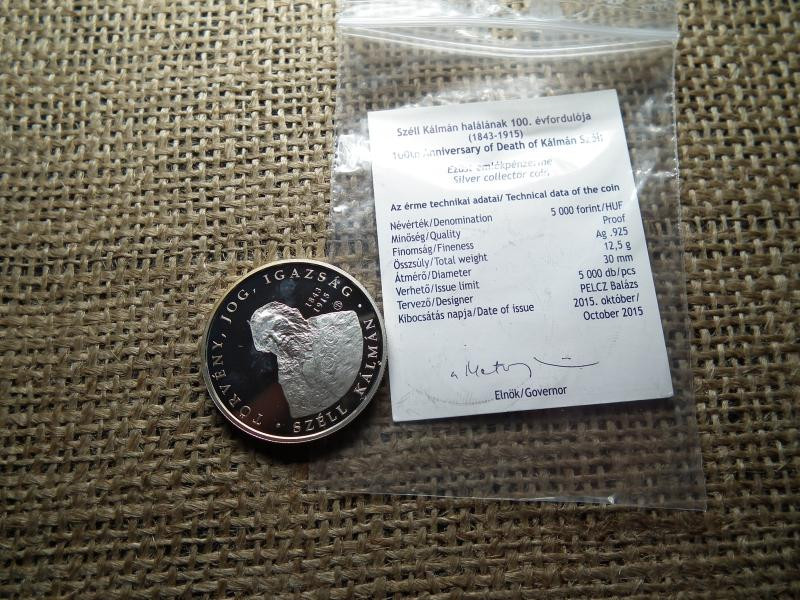 Széll Kálmán halálának 100. évfordulója
(1843-1915)
100th Anniversary of Death of Kálmán Széll
Ezüst emlékpénzérme
Silver collector coin
Az érme technikai adatai/ Technical data of the coin
Névérték/Denomination 5 000 forint/HUF
Minőség/Quality Proof
Finomság/Fineness Ag .925
Összsúly/Total weight 12,5 g
Átmérő/Diameter 30 mm
Verhető/Issue limit 5 000 db/pcs
Tervező/Designer PELCZ Balázs
Kibocsátás napja/Date of issue 2015. október/
October 2015
Elnök/Governor
TÖRVÉNY, JOG, IGAZSÁG •
1843
1915
• SZÉLL KÁLMÁN